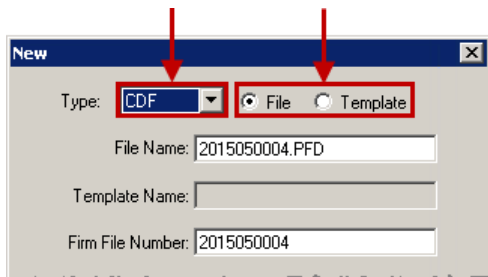 New
Type: CDF File Template
File Name: 2015050004.PFD
Template Name:
Firm File Number: 2015050004